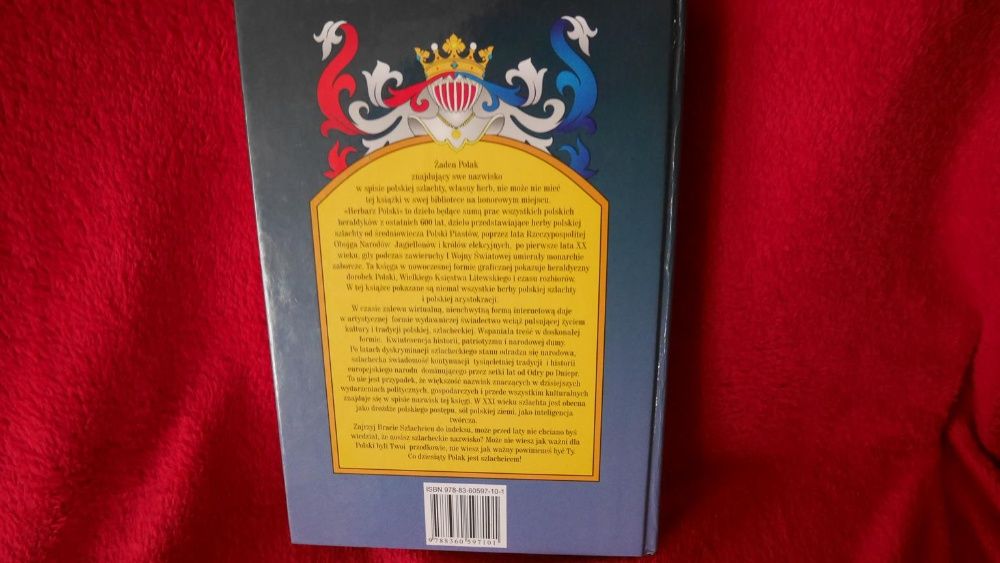 Żaden Polak
znajdujący swe nazwisko
w spisie polskiej szlachty, własny herb, nie może nie mieć
tej książki w swej bibliotece na honorowym miejscu.
«Herbarz Polski» to dzieło będące sumą prac wszystkich polskich
heraldyków z ostatnich 600 lat, dzieło przedstawiające herby polskiej
szlachty od średniowiecza Polski Piastów, poprzez lata Rzeczypospolitej
Obojga Narodów Jagiellonów i królów elekcyjnych, po pierwsze lata XX
wieku, gdy podczas zawieruchy I Wojny Światowej umierały monarchie
zaborcze. Ta księga w nowoczesnej formie graficznej pokazuje heraldyczny
dorobek Polski, Wielkiego Księstwa Litewskiego i czasu rozbiorów.
W tej książce pokazane są niemal wszystkie herby polskiej szlachty
i polskiej arystokracji.
W czasie zalewu wirtualną, nieuchwytną formą internetową daje
w artystycznej formie wydawniczej świadectwo wciąż pulsującej życiem
kultury i tradycji polskiej, szlacheckiej. Wspaniała treść w doskonałej
formie. Kwintesencja historii, patriotyzmu i narodowej dumy.
Po latach dyskryminacji szlacheckiego stanu odradza się narodowa,
szlachecka świadomość kontynuacji tysiącletniej tradycji i historii
europejskiego narodu dominującego przez setki lat od Odry po Dniepr.
To nie jest przypadek, że większość nazwisk znaczących w dzisiejszych
wydarzeniach politycznych, gospodarczych i przede wszystkim kulturalnych
znajduje się w spisie nazwisk tej księgi. W XXI wieku szlachta jest obecna
jako drożdże polskiego postępu, sól polskiej ziemi, jako inteligencja
twórcza.
Zajrzyj Bracie Szlachcicu do indeksu, może przed laty nie chciano byś
wiedział, że nosisz szlacheckie nazwisko? Może nie wiesz jak ważni dla
Polski byli Twoi przodkowie, nie wiesz jak ważny powinieneś być Ty.
Co dziesiąty Polak jest szlachcicem!
ISBN 978-83-60597-10-1
9788360597101